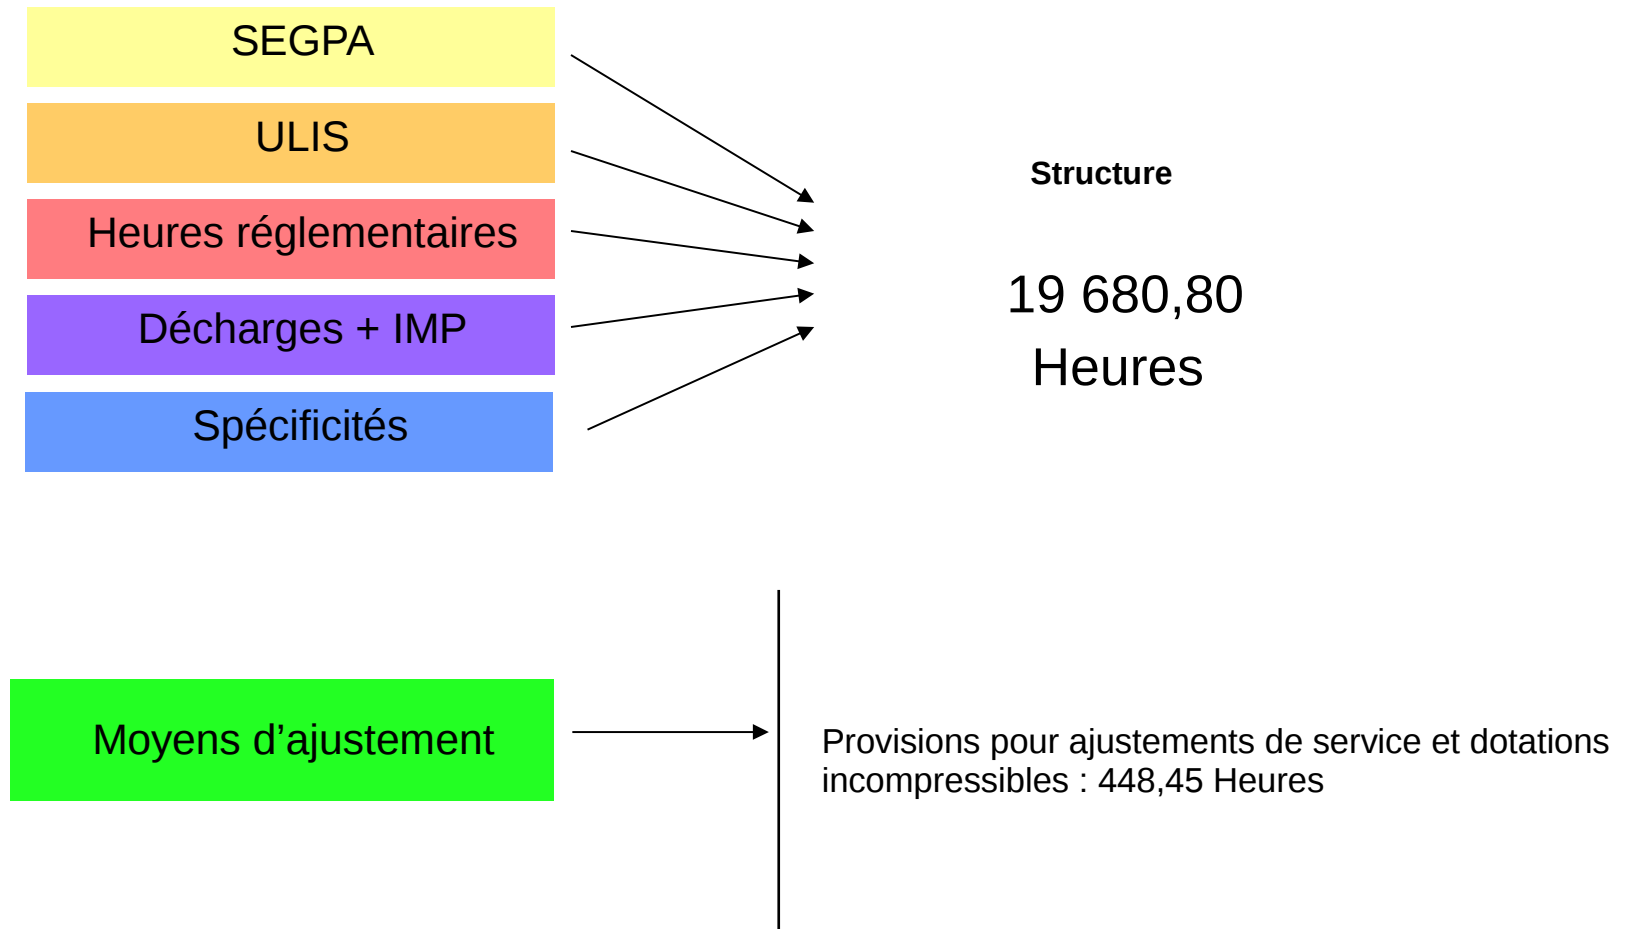 SEGPA
ULIS
Heures réglementaires
Décharges + IMP
Spécificités
Structure
19 680,80
Heures
Moyens d’ajustement
Provisions pour ajustements de service et dotations
incompressibles : 448,45 Heures